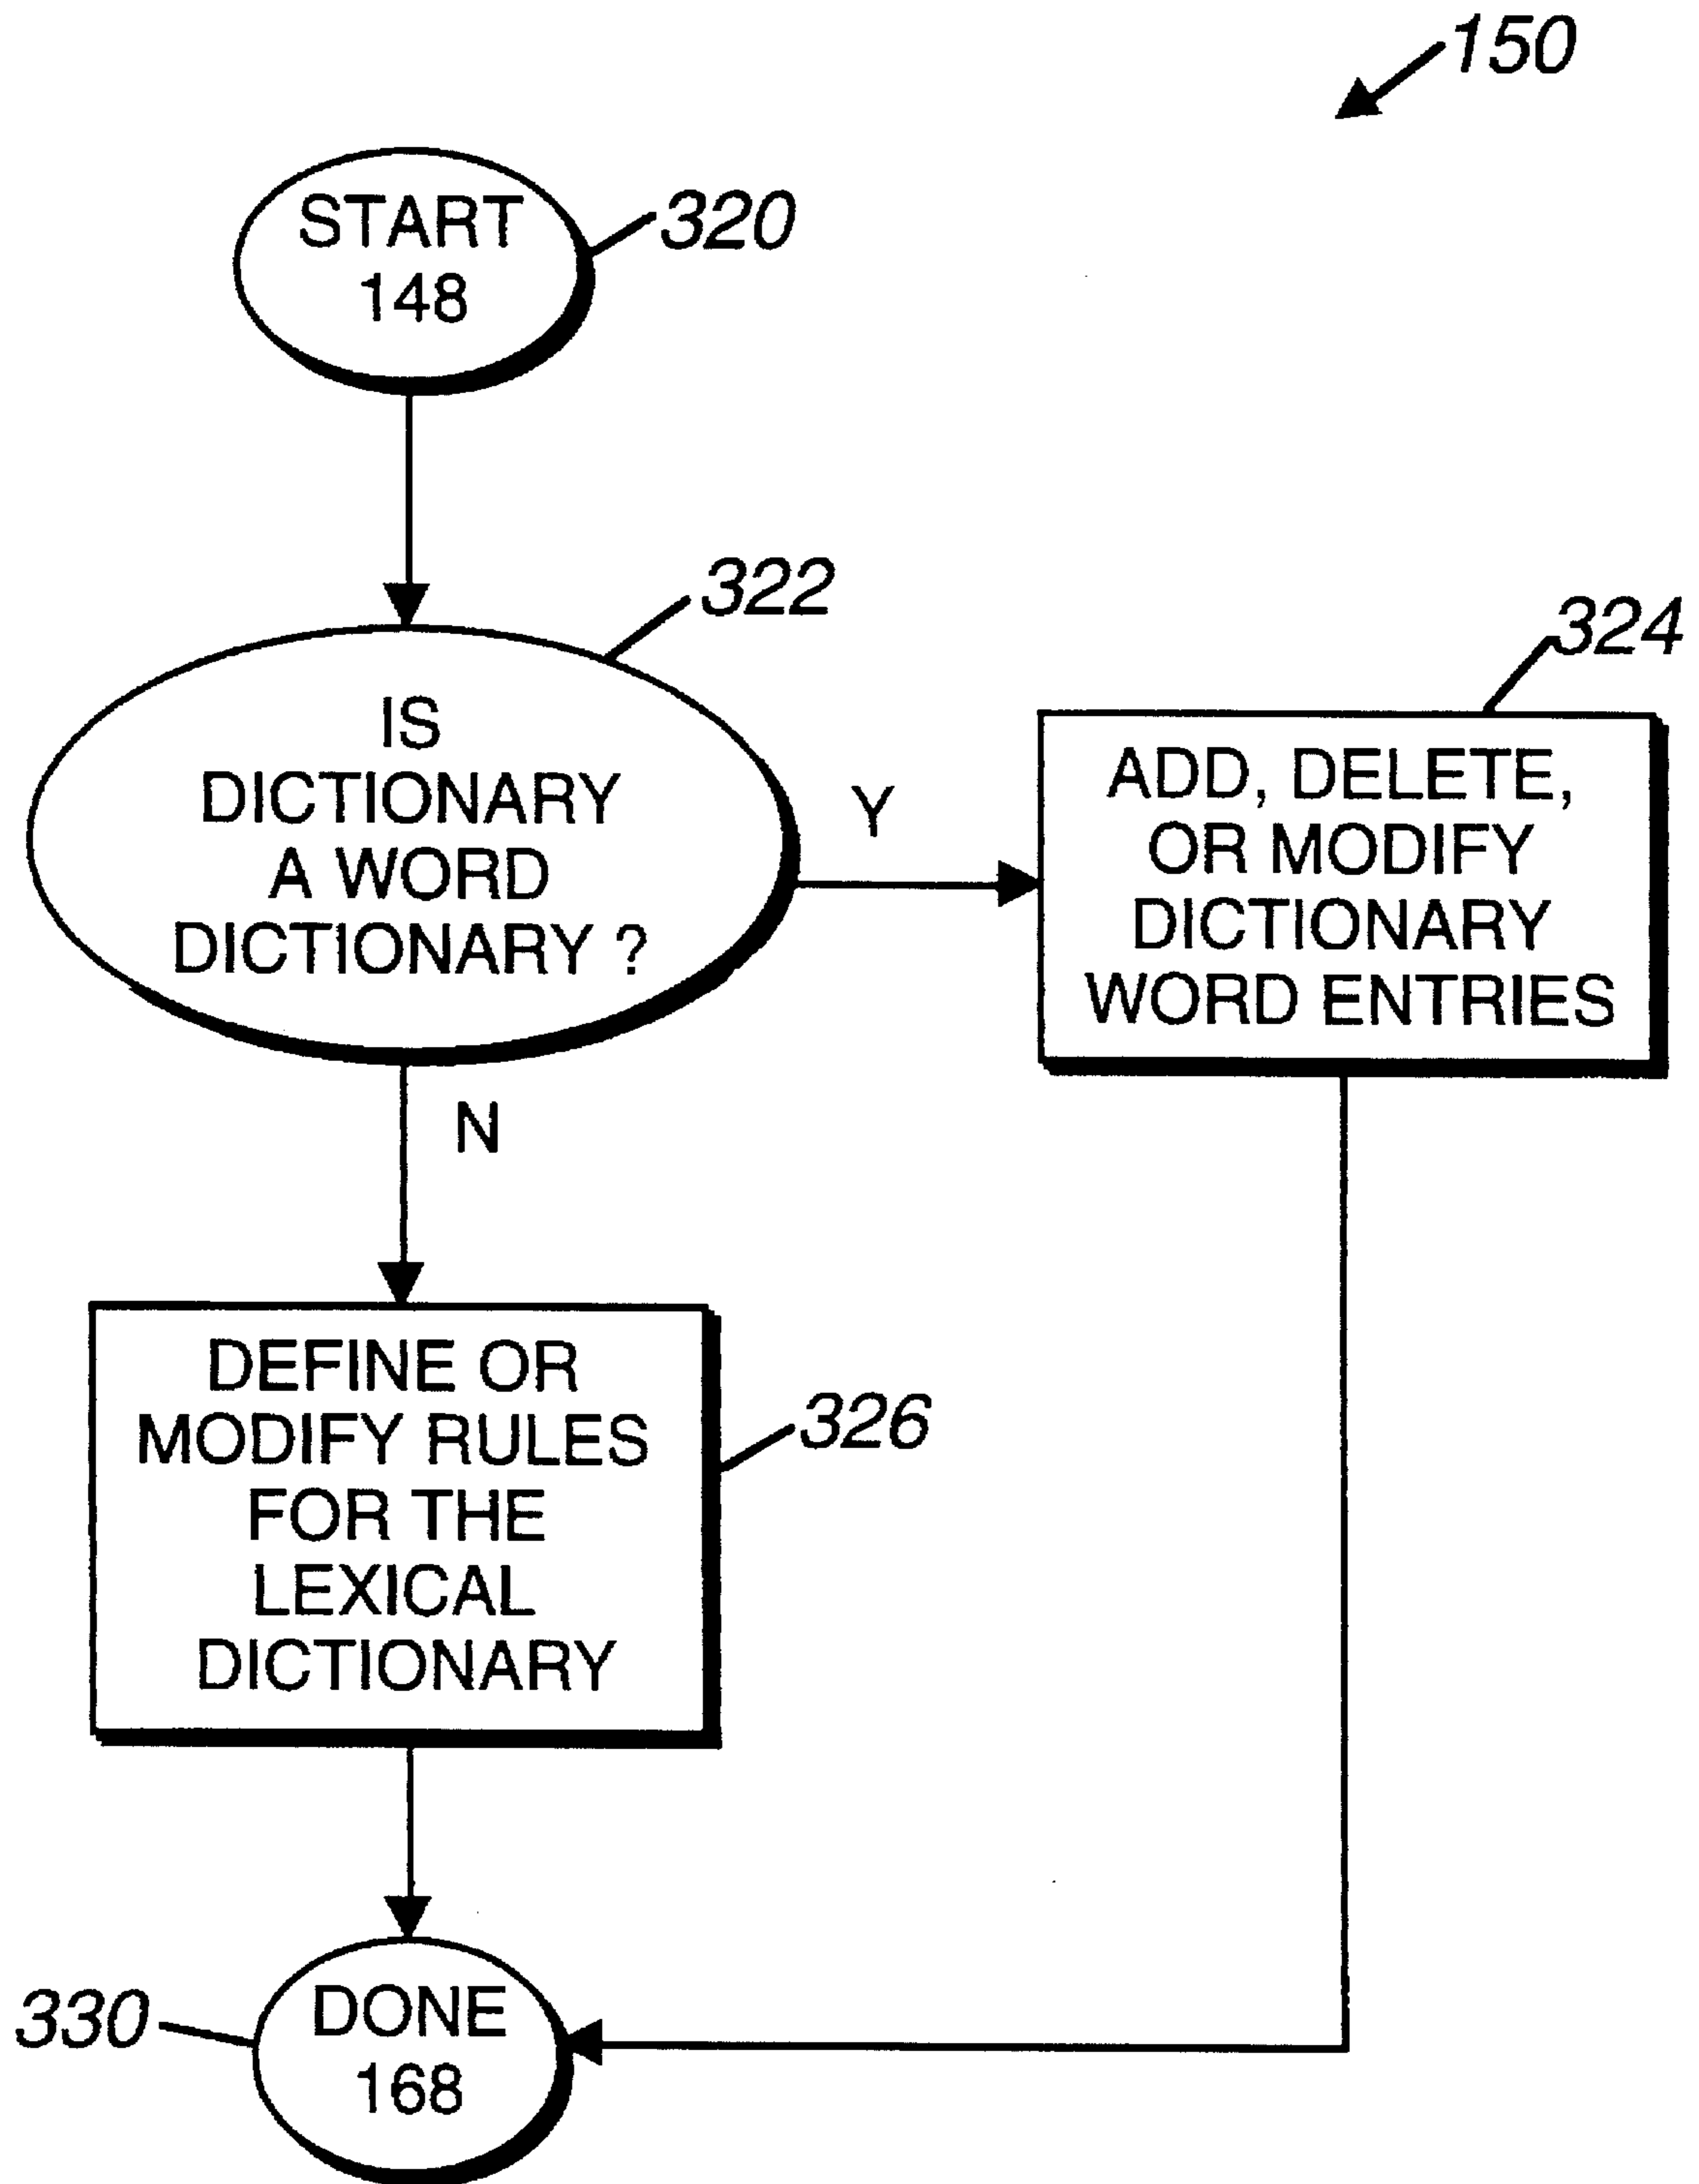 150
START
148
320
322
IS
DICTIONARY
A WORD
DICTIONARY ?
Y
324
ADD, DELETE,
OR MODIFY
DICTIONARY
WORD ENTRIES
N
DEFINE OR
MODIFY RULES
FOR THE
LEXICAL
DICTIONARY
326
330
DONE
168